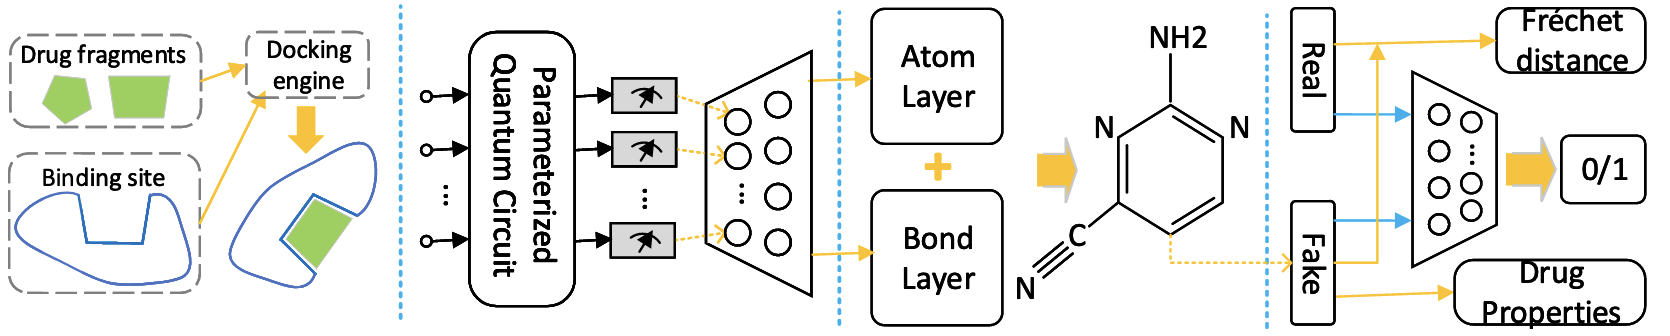 Drug fragments
Docking
engine
Binding site
...
Parameterized
Quantum Circuit
...
...
Atom
Layer
+
Bond
Layer
NH2
N
N
C
N
Real
Fake
Fréchet
distance
...
0/1
Drug
Properties